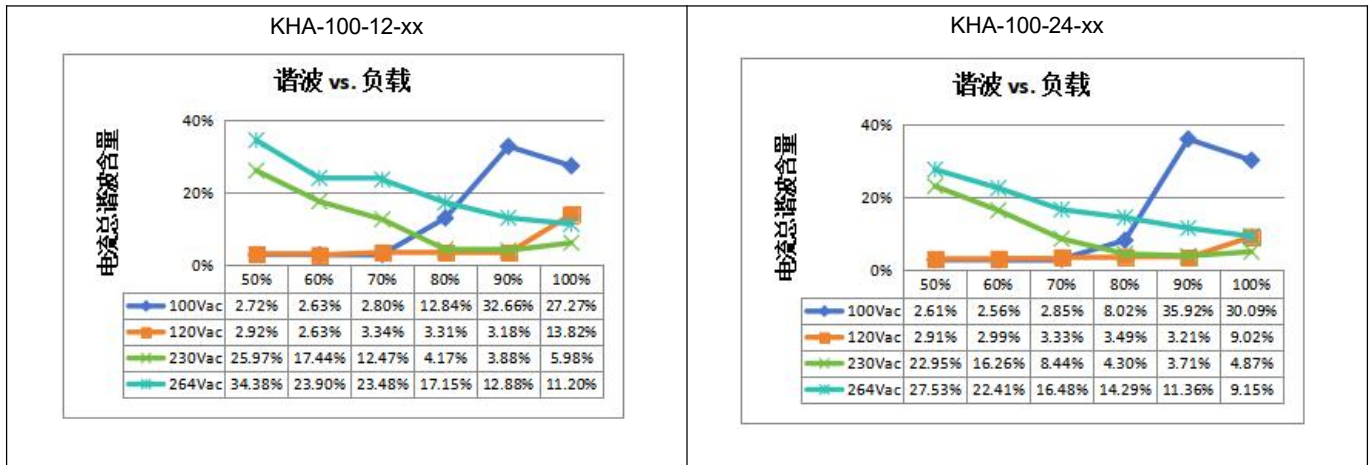 KHA-100-12-xx
谐波 vs. 负载
电流总谐波含量
40%
20%
0%
50% 60% 70% 80% 90% 100%
100Vac 2.72% 2.63% 2.80% 12.84% 32.66% 27.27%
120Vac 2.92% 2.63% 3.34% 3.31% 3.18% 13.82%
230Vac 25.97% 17.44% 12.47% 4.17% 3.88% 5.98%
264Vac 34.38% 23.90% 23.48% 17.15% 12.88% 11.20%
KHA-100-24-xx
谐波 vs. 负载
电流总谐波含量
40%
20%
0%
50% 60% 70% 80% 90% 100%
100Vac 2.61% 2.56% 2.85% 8.02% 35.92% 30.09%
120Vac 2.91% 2.99% 3.33% 3.49% 3.21% 9.02%
230Vac 22.95% 16.26% 8.44% 4.30% 3.71% 4.87%
264Vac 27.53% 22.41% 16.48% 14.29% 11.36% 9.15%